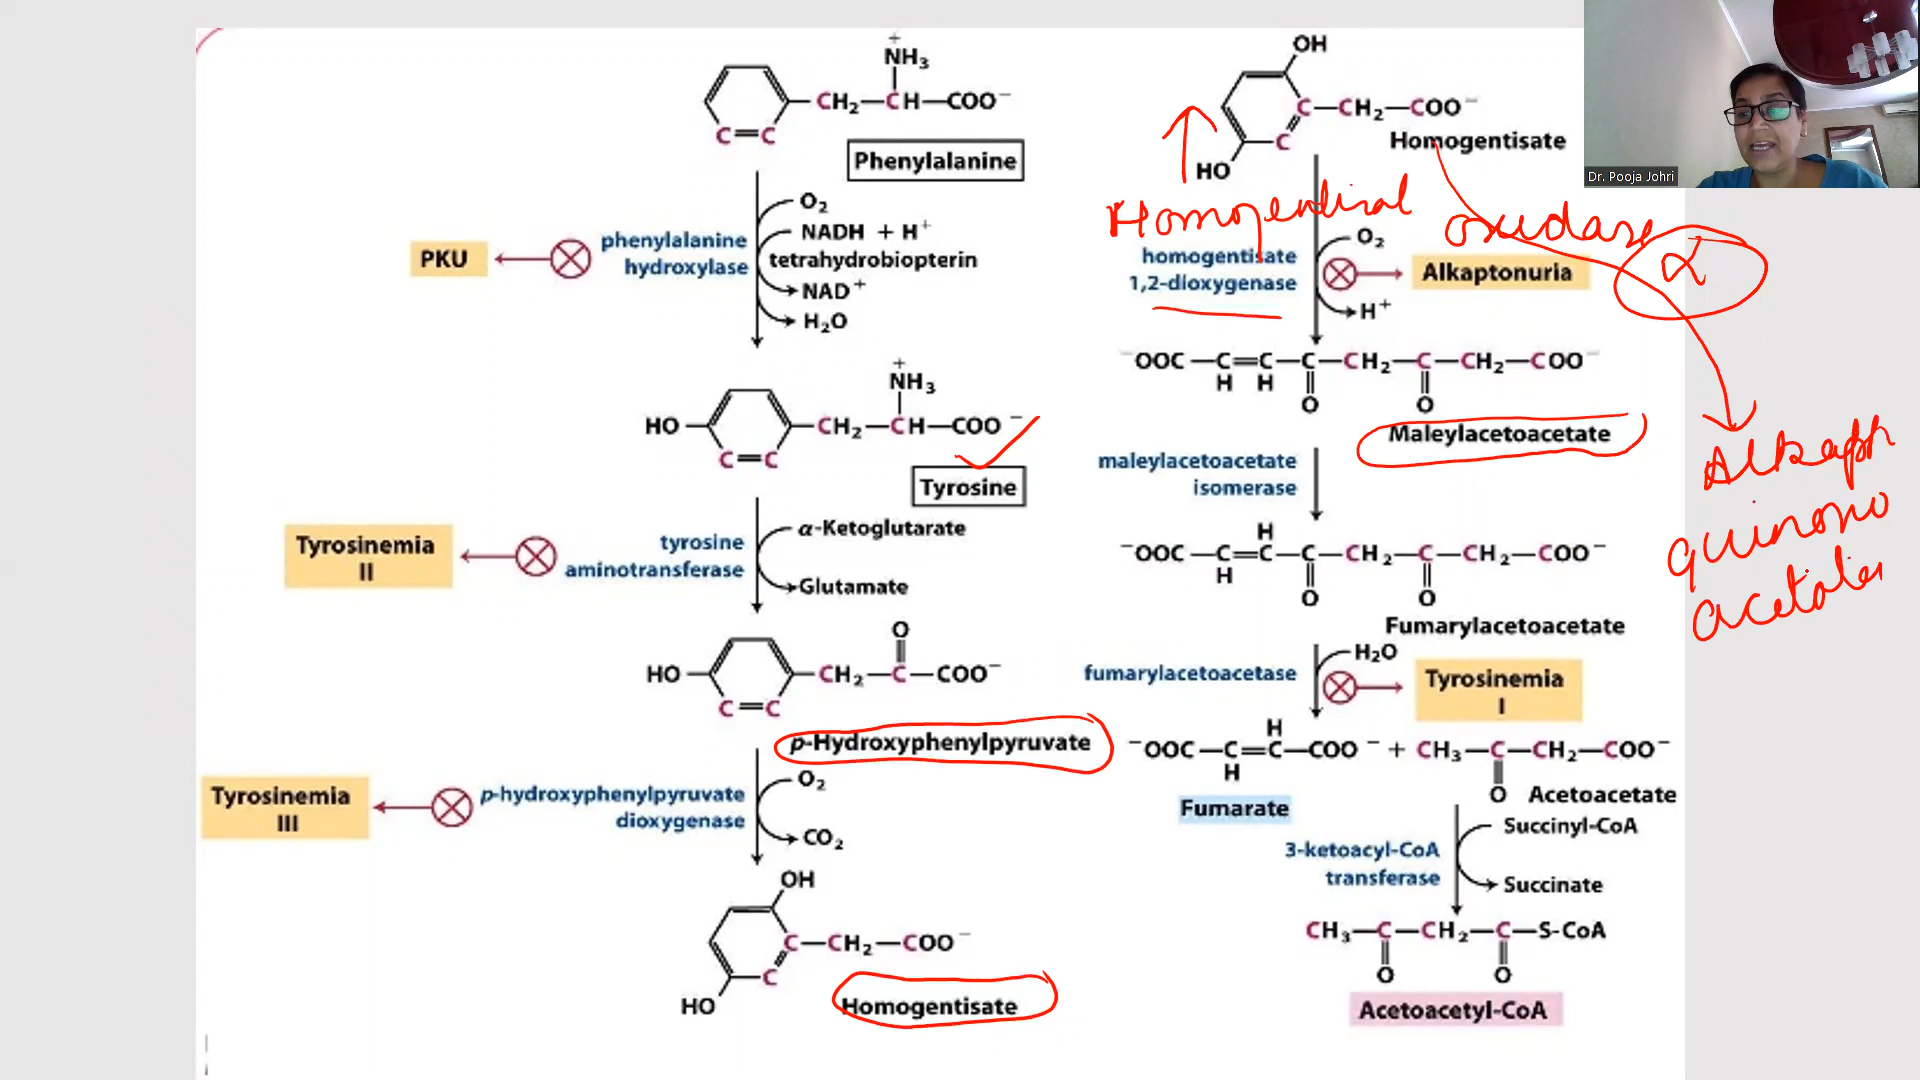 NH3+
CH2—CH—COO−
C=C
Phenylalanine
O2
NADH + H+
tetrahydrobiopterin
NAD+
H2O
phenylalanine
hydroxylase
PKU
NH3+
HO
CH2—CH—COO−
C=C
Tyrosine
α-Ketoglutarate
Glutamate
tyrosine
aminotransferase
Tyrosinemia
II
O
HO
CH2—C—COO−
C=C
p-Hydroxyphenylpyruvate
O2
CO2
p-hydroxyphenylpyruvate
dioxygenase
Tyrosinemia
III
OH
C—CH2—COO−
C
HO
Homogentisate
OH
C—CH2—COO−
C
HO
Homogentisate
oxidase
homogentisate
1,2-dioxygenase
O2
H+
Alkaptonuria
−OOC—C=C—C—CH2—C—CH2—COO−
H H O O
Maleylacetoacetate
maleylacetoacetate
isomerase
H
−OOC—C=C—C—CH2—C—CH2—COO−
H O O
Fumarylacetoacetate
fumarylacetoacetase
H2O
Tyrosinemia
I
H
−OOC—C=C—COO− + CH3—C—CH2—COO−
H O
Fumarate
Acetoacetate
3-ketoacyl-CoA
transferase
Succinyl-CoA
Succinate
CH3—C—CH2—C—S-CoA
O O
Acetoacetyl-CoA
Dr. Pooja Johri
quinono